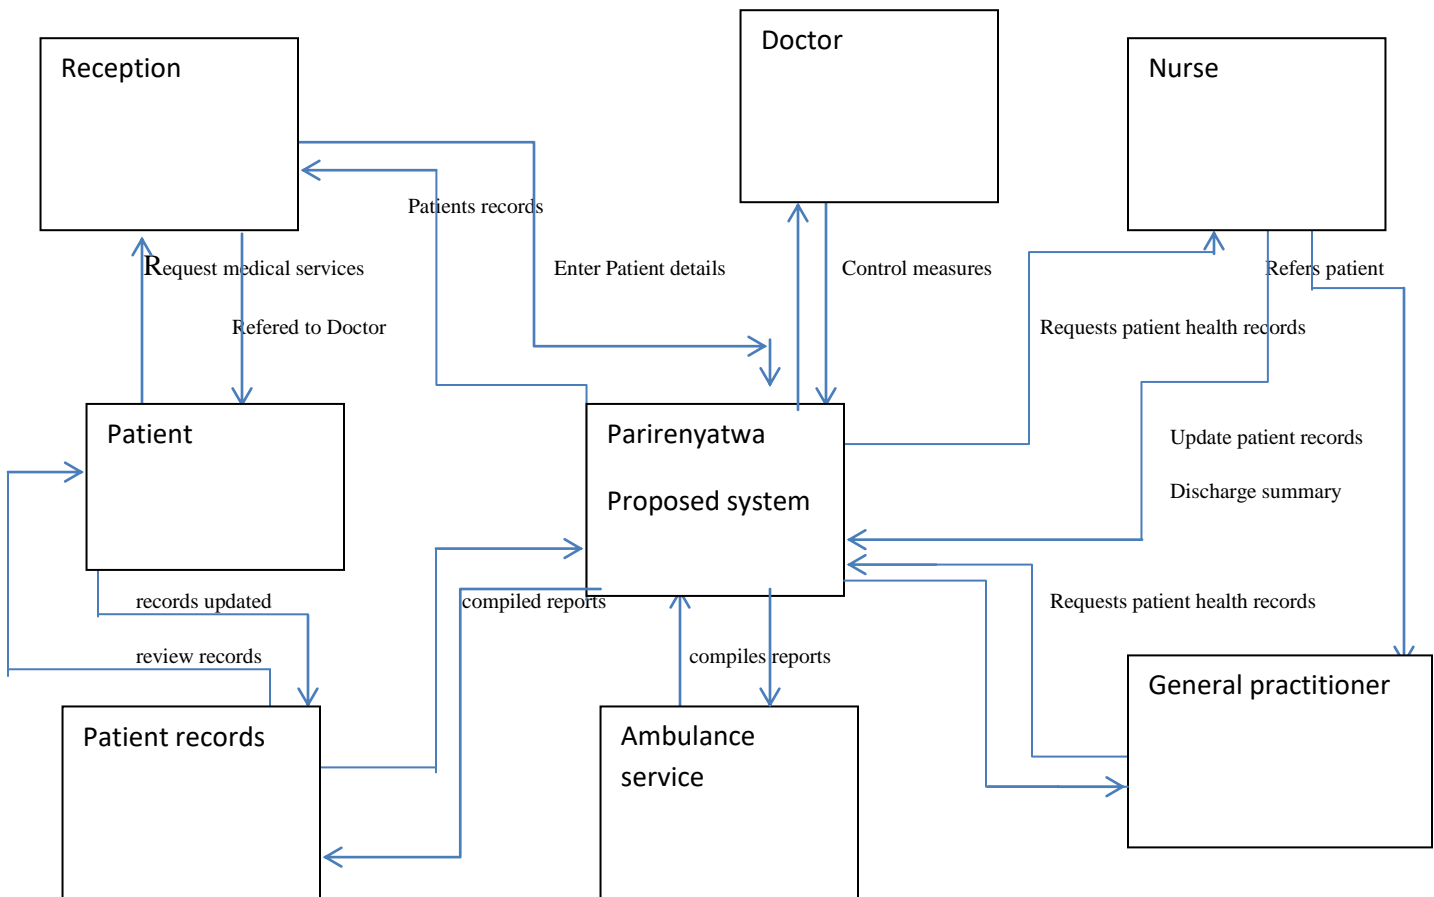 Reception
Doctor
Nurse
Patients records
Request medical services
Enter Patient details
Control measures
Refers patient
Refered to Doctor
Requests patient health records
Patient
Parirenyatwa
Proposed system
Update patient records
Discharge summary
records updated
compiled reports
Requests patient health records
review records
compiles reports
General practitioner
Patient records
Ambulance
service